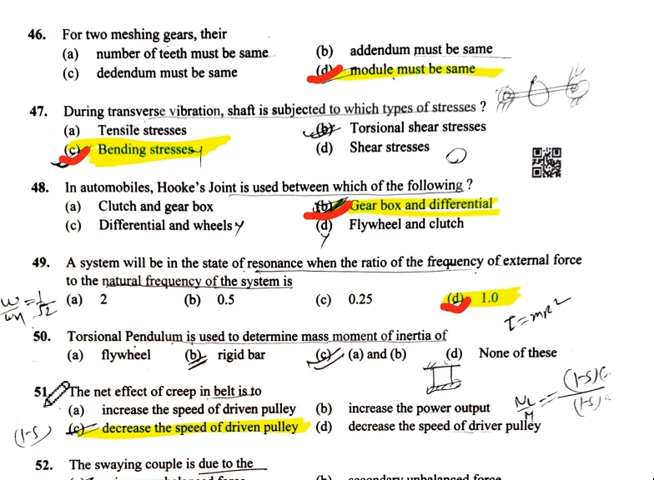 46. For two meshing gears, their
(a) number of teeth must be same (b) addendum must be same
(c) dedendum must be same (d) module must be same
47. During transverse vibration, shaft is subjected to which types of stresses ?
(a) Tensile stresses (b) Torsional shear stresses
(c) Bending stresses (d) Shear stresses
48. In automobiles, Hooke's Joint is used between which of the following ?
(a) Clutch and gear box (b) Gear box and differential
(c) Differential and wheels (d) Flywheel and clutch
49. A system will be in the state of resonance when the ratio of the frequency of external force
to the natural frequency of the system is
(a) 2 (b) 0.5 (c) 0.25 (d) 1.0
50. Torsional Pendulum is used to determine mass moment of inertia of
(a) flywheel (b) rigid bar (c) (a) and (b) (d) None of these
51. The net effect of creep in belt is to
(a) increase the speed of driven pulley (b) increase the power output
(1-s) (c) decrease the speed of driven pulley (d) decrease the speed of driver pulley
52. The swaying couple is due to the